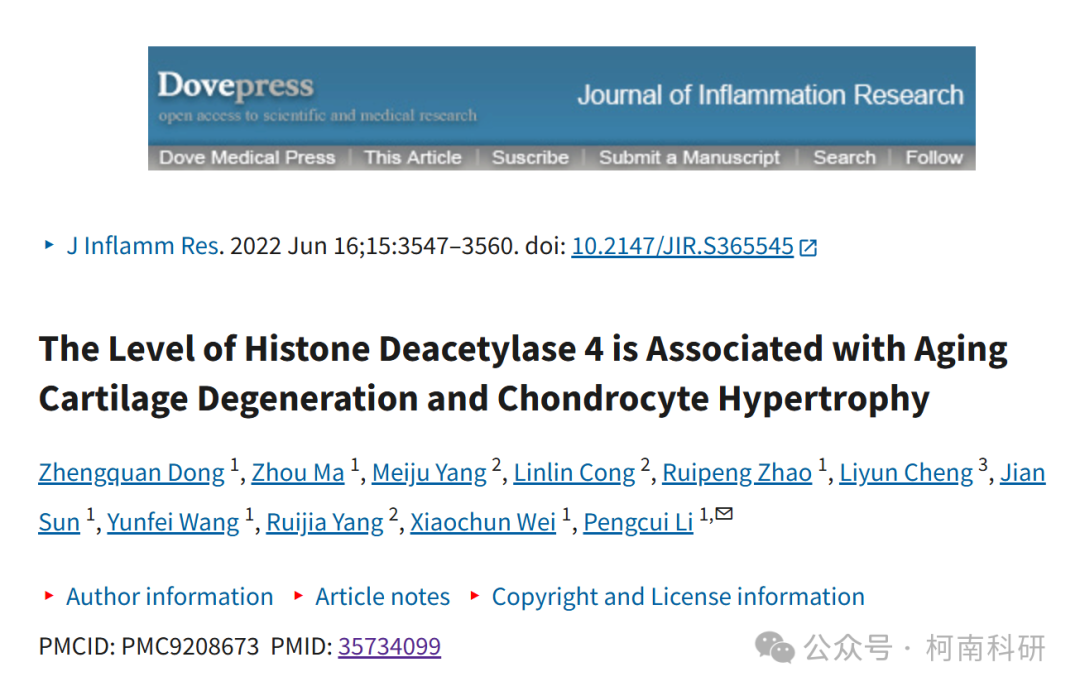 Dovepress
open access to scientific and medical research
Journal of Inflammation Research
Dove Medical Press | This Article | Suscribe | Submit a Manuscript | Search | Follow
‣ J Inflamm Res. 2022 Jun 16;15:3547–3560. doi: 10.2147/JIR.S365545
The Level of Histone Deacetylase 4 is Associated with Aging
Cartilage Degeneration and Chondrocyte Hypertrophy
Zhengquan Dong 1, Zhou Ma 1, Meiju Yang 2, Linlin Cong 2, Ruipeng Zhao 1, Liyun Cheng 3, Jian
Sun 1, Yunfei Wang 1, Ruijia Yang 2, Xiaochun Wei 1, Pengcui Li 1,✉
‣ Author information ‣ Article notes ‣ Copyright and License information
PMCID: PMC9208673 PMID: 35734099
公众号 · 柯南科研